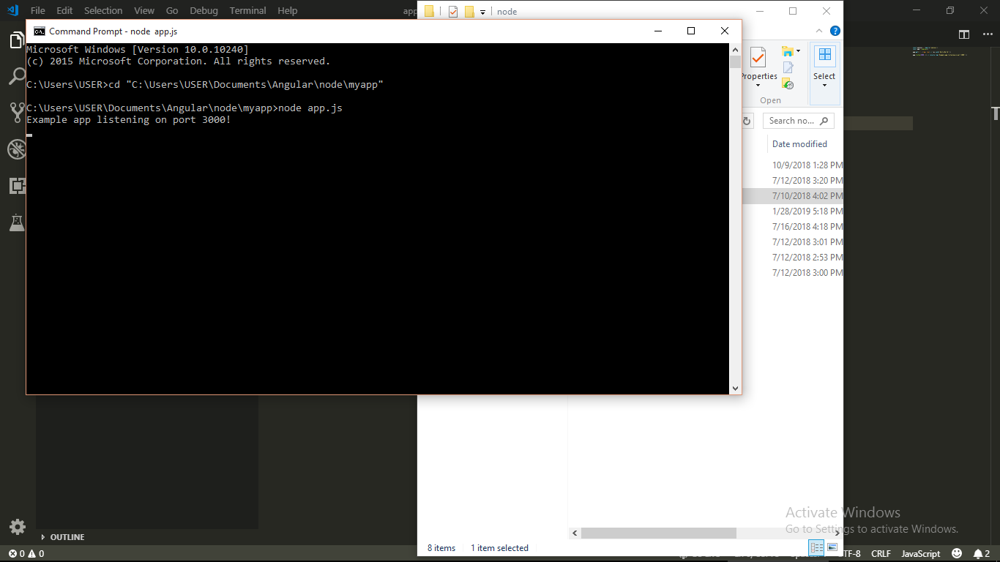 File Edit Selection View Go Debug Terminal Help
app
node
Command Prompt - node app.js
Microsoft Windows [Version 10.0.10240]
(c) 2015 Microsoft Corporation. All rights reserved.
C:\Users\USER>cd "C:\Users\USER\Documents\Angular\node\myapp"
C:\Users\USER\Documents\Angular\node\myapp>node app.js
Example app listening on port 3000!
Properties
Select
Open
Search no...
Date modified
10/9/2018 1:28 PM
7/12/2018 3:20 PM
7/10/2018 4:02 PM
1/28/2019 5:18 PM
7/16/2018 4:18 PM
7/12/2018 3:01 PM
7/12/2018 2:53 PM
7/12/2018 3:00 PM
Activate Windows
Go to Settings to activate Windows.
OUTLINE
8 items 1 item selected
0 0
TF-8 CRLF JavaScript 2